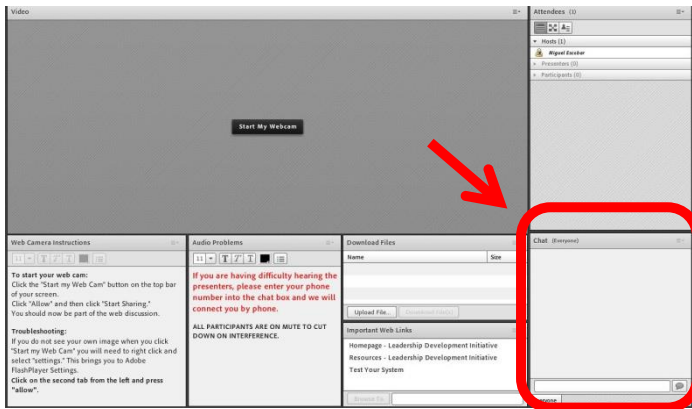 Video
Start My Webcam
Attendees (1)
Hosts (1)
Miguel Escobar
Presenters (0)
Participants (0)
Web Camera Instructions
11 T T T
To start your web cam:
Click the "Start my Web Cam" button on the top bar
of your screen.
Click "Allow" and then click "Start Sharing."
You should now be part of the web discussion.
Troubleshooting:
If you do not see your own image when you click
"Start my Web Cam" you will need to right click and
select "settings." This brings you to Adobe
FlashPlayer Settings.
Click on the second tab from the left and press
"allow".
Audio Problems
11 T T T
If you are having difficulty hearing the
presenters, please enter your phone
number into the chat box and we will
connect you by phone.
ALL PARTICIPANTS ARE ON MUTE TO CUT
DOWN ON INTERFERENCE.
Download Files
Name Size
Upload File...
Important Web Links
Homepage - Leadership Development Initiative
Resources - Leadership Development Initiative
Test Your System
Browse To
Chat (Everyone)